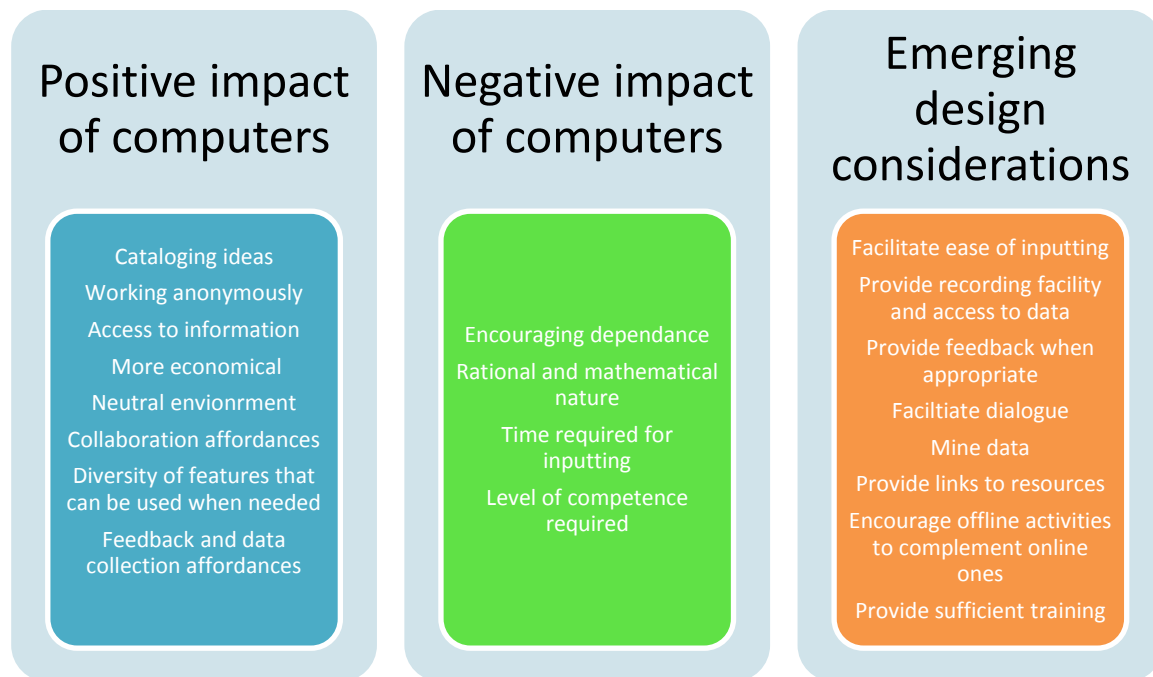 Positive impact
of computers
Cataloging ideas
Working anonymously
Access to information
More economical
Neutral envionrment
Collaboration affordances
Diversity of features that
can be used when needed
Feedback and data
collection affordances
Negative impact
of computers
Encouraging dependance
Rational and mathematical
nature
Time required for
inputting
Level of competence
required
Emerging
design
considerations
Facilitate ease of inputting
Provide recording facility
and access to data
Provide feedback when
appropriate
Faciltiate dialogue
Mine data
Provide links to resources
Encourage offline activities
to complement online
ones
Provide sufficient training